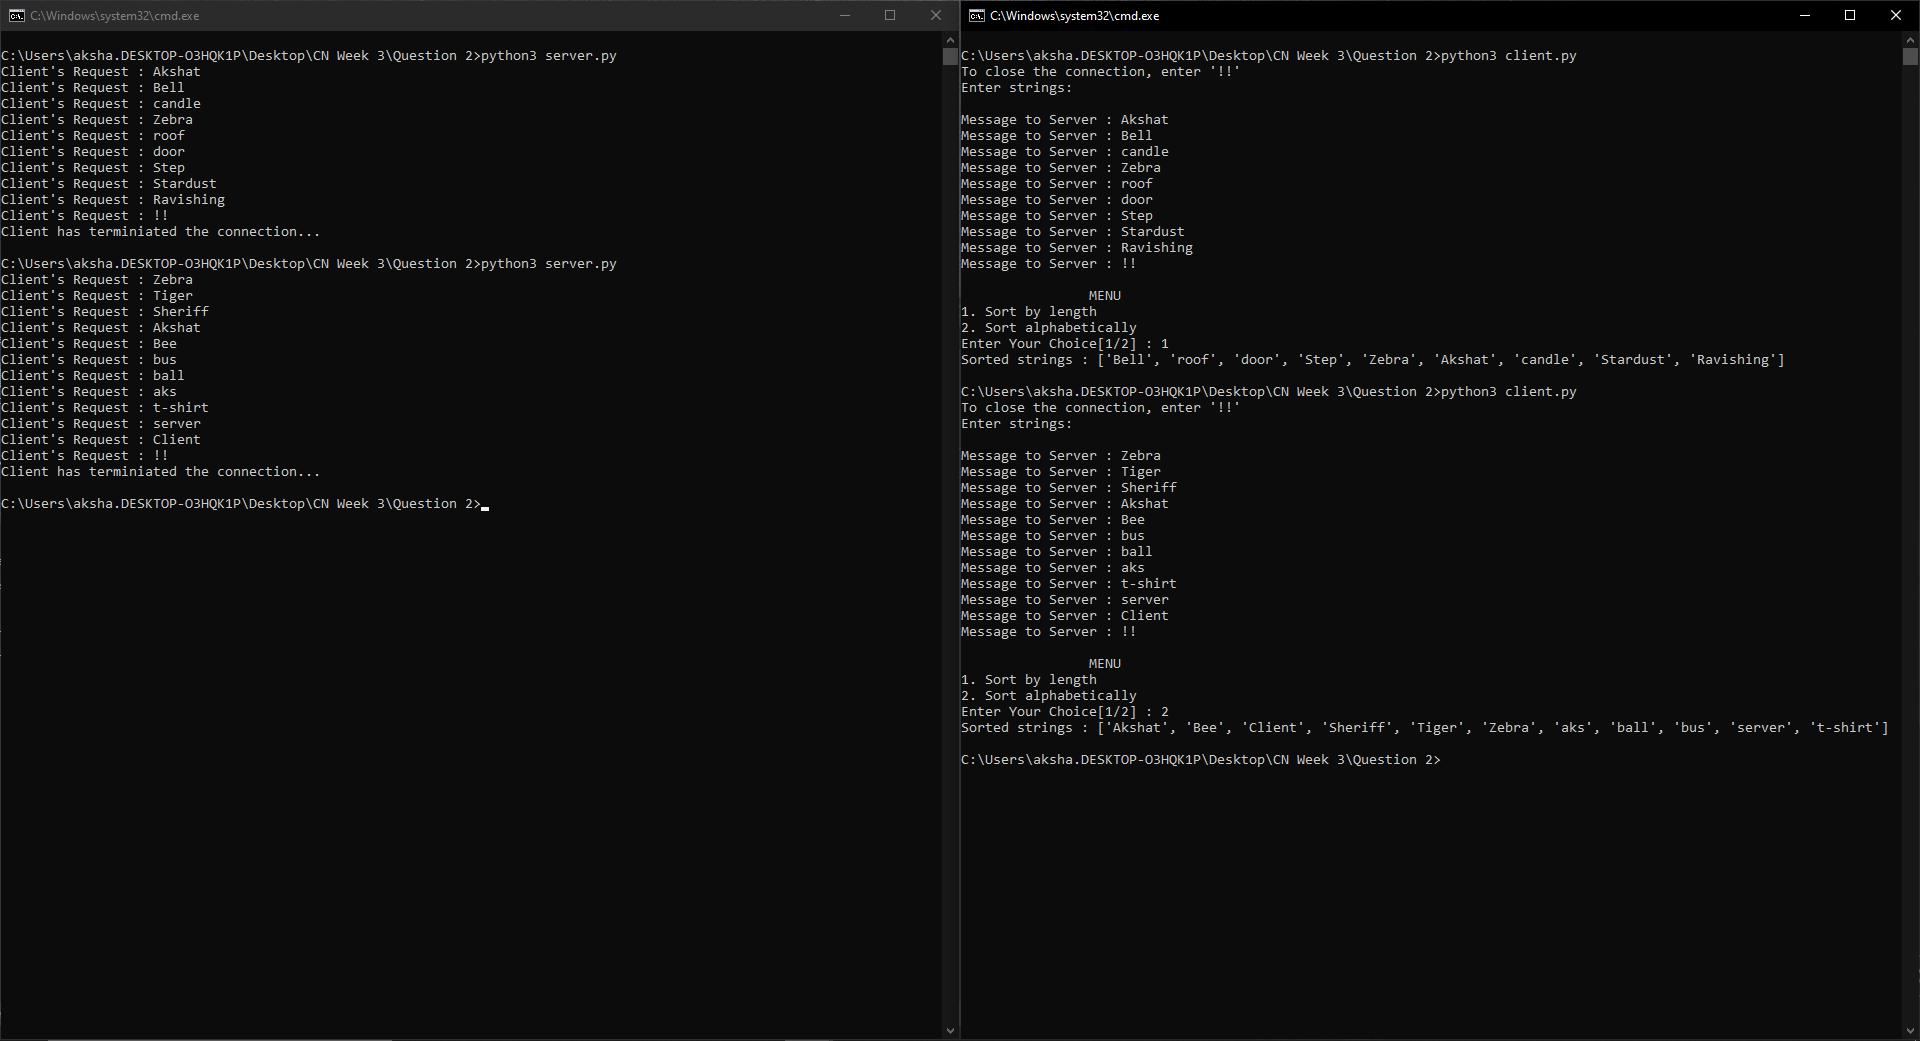 C:\Windows\system32\cmd.exe
C:\Users\aksha.DESKTOP-O3HQK1P\Desktop\CN Week 3\Question 2>python3 server.py
Client's Request : Akshat
Client's Request : Bell
Client's Request : candle
Client's Request : Zebra
Client's Request : roof
Client's Request : door
Client's Request : Step
Client's Request : Stardust
Client's Request : Ravishing
Client's Request : !!
Client has terminiated the connection...
C:\Users\aksha.DESKTOP-O3HQK1P\Desktop\CN Week 3\Question 2>python3 server.py
Client's Request : Zebra
Client's Request : Tiger
Client's Request : Sheriff
Client's Request : Akshat
Client's Request : Bee
Client's Request : bus
Client's Request : ball
Client's Request : aks
Client's Request : t-shirt
Client's Request : server
Client's Request : Client
Client's Request : !!
Client has terminiated the connection...
C:\Users\aksha.DESKTOP-O3HQK1P\Desktop\CN Week 3\Question 2>
C:\Windows\system32\cmd.exe
C:\Users\aksha.DESKTOP-O3HQK1P\Desktop\CN Week 3\Question 2>python3 client.py
To close the connection, enter '!!'
Enter strings:
Message to Server : Akshat
Message to Server : Bell
Message to Server : candle
Message to Server : Zebra
Message to Server : roof
Message to Server : door
Message to Server : Step
Message to Server : Stardust
Message to Server : Ravishing
Message to Server : !!
MENU
1. Sort by length
2. Sort alphabetically
Enter Your Choice[1/2] : 1
Sorted strings : ['Bell', 'roof', 'door', 'Step', 'Zebra', 'Akshat', 'candle', 'Stardust', 'Ravishing']
C:\Users\aksha.DESKTOP-O3HQK1P\Desktop\CN Week 3\Question 2>python3 client.py
To close the connection, enter '!!'
Enter strings:
Message to Server : Zebra
Message to Server : Tiger
Message to Server : Sheriff
Message to Server : Akshat
Message to Server : Bee
Message to Server : bus
Message to Server : ball
Message to Server : aks
Message to Server : t-shirt
Message to Server : server
Message to Server : Client
Message to Server : !!
MENU
1. Sort by length
2. Sort alphabetically
Enter Your Choice[1/2] : 2
Sorted strings : ['Akshat', 'Bee', 'Client', 'Sheriff', 'Tiger', 'Zebra', 'aks', 'ball', 'bus', 'server', 't-shirt']
C:\Users\aksha.DESKTOP-O3HQK1P\Desktop\CN Week 3\Question 2>